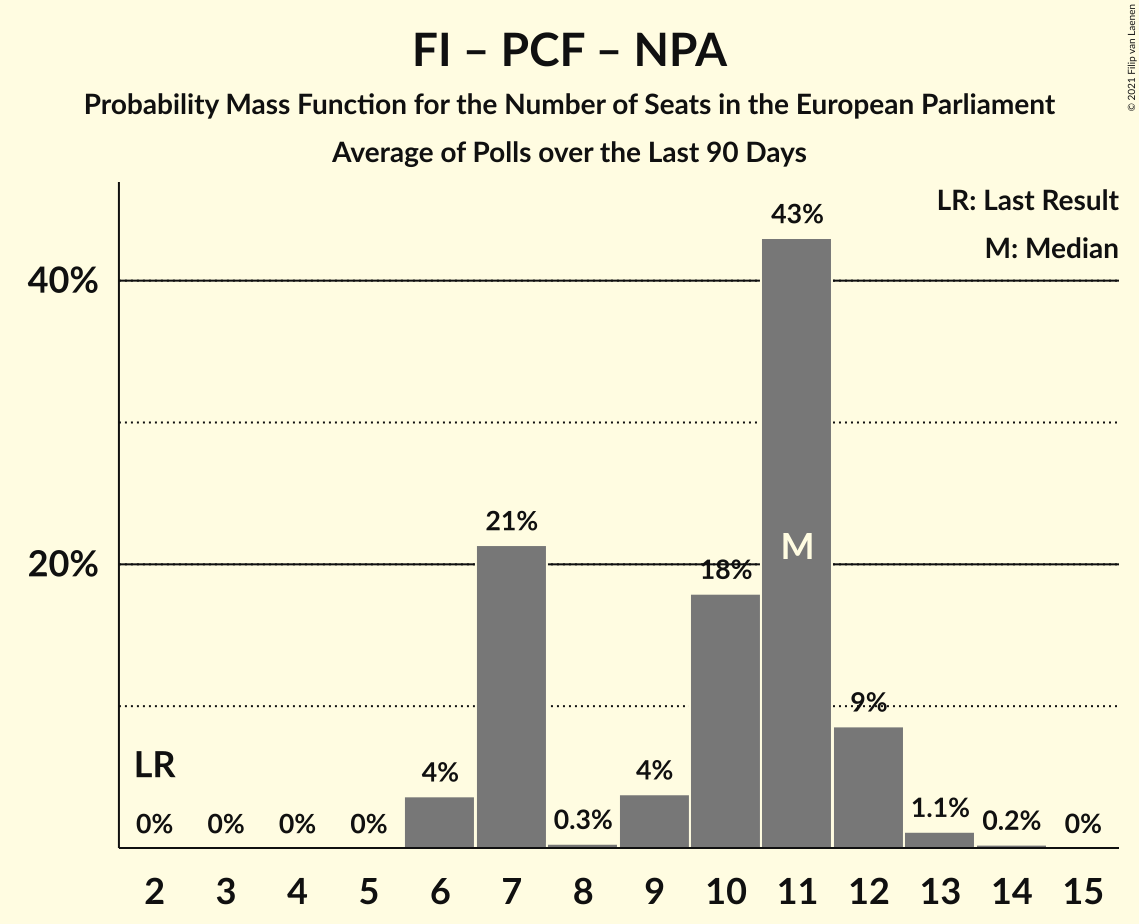 FI – PCF – NPA
Probability Mass Function for the Number of Seats in the European Parliament
Average of Polls over the Last 90 Days
© 2021 Filip van Laenen
LR: Last Result
M: Median
43%
40%
21%
M
20%
18%
9%
LR
4%
4%
0%
0%
0%
0%
0.3%
1.1%
0.2%
0%
2 3 4 5 6 7 8 9 10 11 12 13 14 15